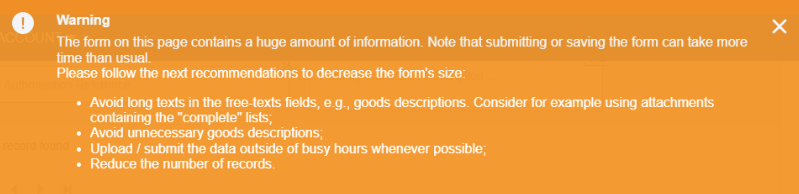 Warning
The form on this page contains a huge amount of information. Note that submitting or saving the form can take more
time than usual.
Please follow the next recommendations to decrease the form's size:
• Avoid long texts in the free-texts fields, e.g., goods descriptions. Consider for example using attachments
containing the "complete" lists;
• Avoid unnecessary goods descriptions;
• Upload / submit the data outside of busy hours whenever possible;
• Reduce the number of records.
ACCOUNT
record found